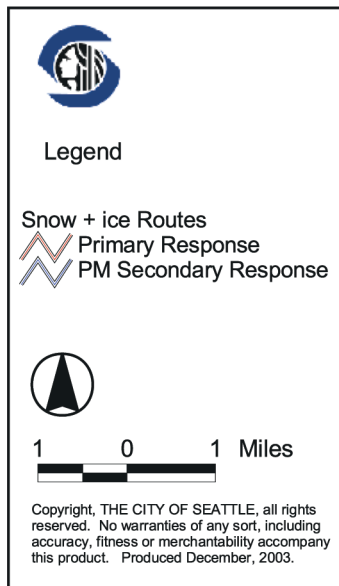 Legend
Snow + ice Routes
Primary Response
PM Secondary Response
1 0 1 Miles
Copyright, THE CITY OF SEATTLE, all rights
reserved. No warranties of any sort, including
accuracy, fitness or merchantability accompany
this product. Produced December, 2003.